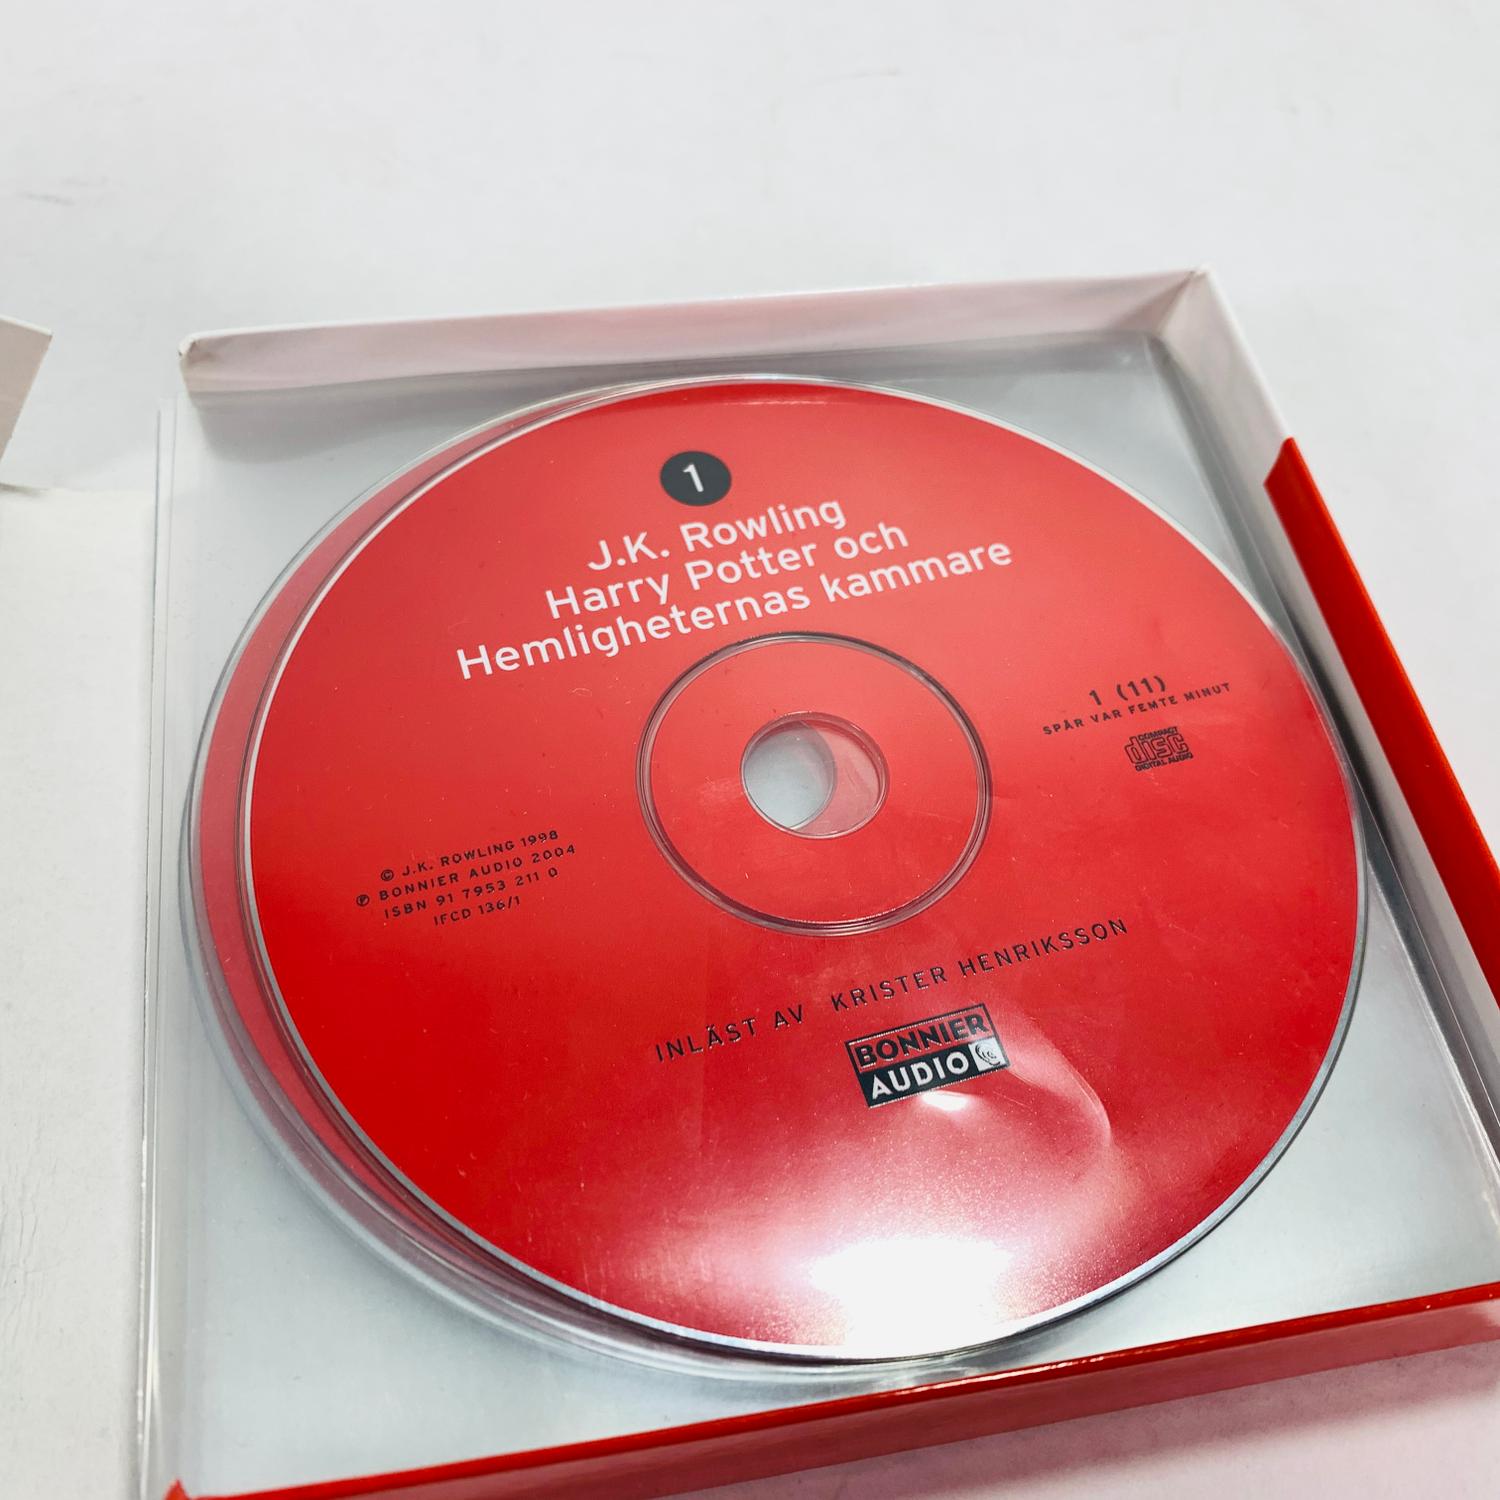 1
J.K. Rowling
Harry Potter och
Hemligheternas kammare
1 (11)
SPÅR VAR FEMTE MINUT
COMPACT
disc
DIGITAL AUDIO
© J.K. ROWLING 1998
℗ BONNIER AUDIO 2004
ISBN 91 7953 211 0
IFCD 136/1
INLÄST AV KRISTER HENRIKSSON
BONNIER
AUDIO